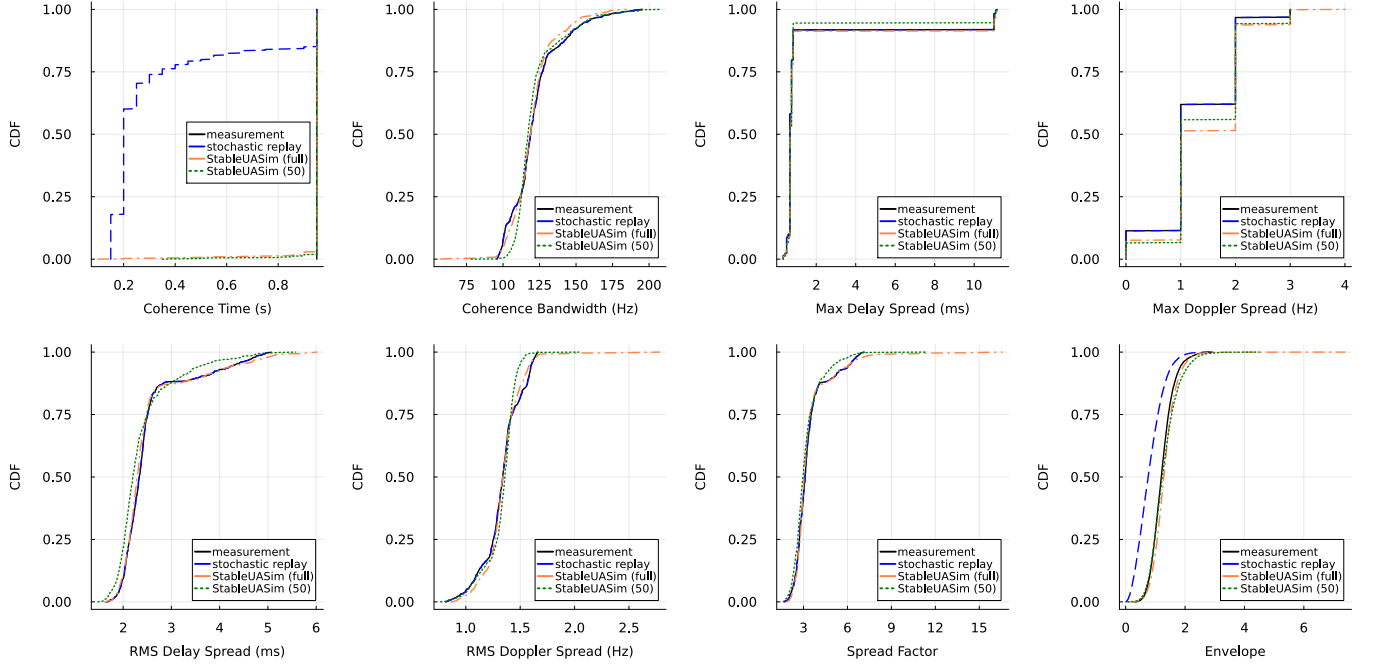 1.00
0.75
0.50
0.25
0.00
CDF
measurement
stochastic replay
StableUASim (full)
StableUASim (50)
0.2 0.4 0.6 0.8
Coherence Time (s)
1.00
0.75
0.50
0.25
0.00
CDF
measurement
stochastic replay
StableUASim (full)
StableUASim (50)
75 100 125 150 175 200
Coherence Bandwidth (Hz)
1.00
0.75
0.50
0.25
0.00
CDF
measurement
stochastic replay
StableUASim (full)
StableUASim (50)
2 4 6 8 10
Max Delay Spread (ms)
1.00
0.75
0.50
0.25
0.00
CDF
measurement
stochastic replay
StableUASim (full)
StableUASim (50)
0 1 2 3 4
Max Doppler Spread (Hz)
1.00
0.75
0.50
0.25
0.00
CDF
measurement
stochastic replay
StableUASim (full)
StableUASim (50)
2 3 4 5 6
RMS Delay Spread (ms)
1.00
0.75
0.50
0.25
0.00
CDF
measurement
stochastic replay
StableUASim (full)
StableUASim (50)
1.0 1.5 2.0 2.5
RMS Doppler Spread (Hz)
1.00
0.75
0.50
0.25
0.00
CDF
measurement
stochastic replay
StableUASim (full)
StableUASim (50)
3 6 9 12 15
Spread Factor
1.00
0.75
0.50
0.25
0.00
CDF
measurement
stochastic replay
StableUASim (full)
StableUASim (50)
0 2 4 6
Envelope